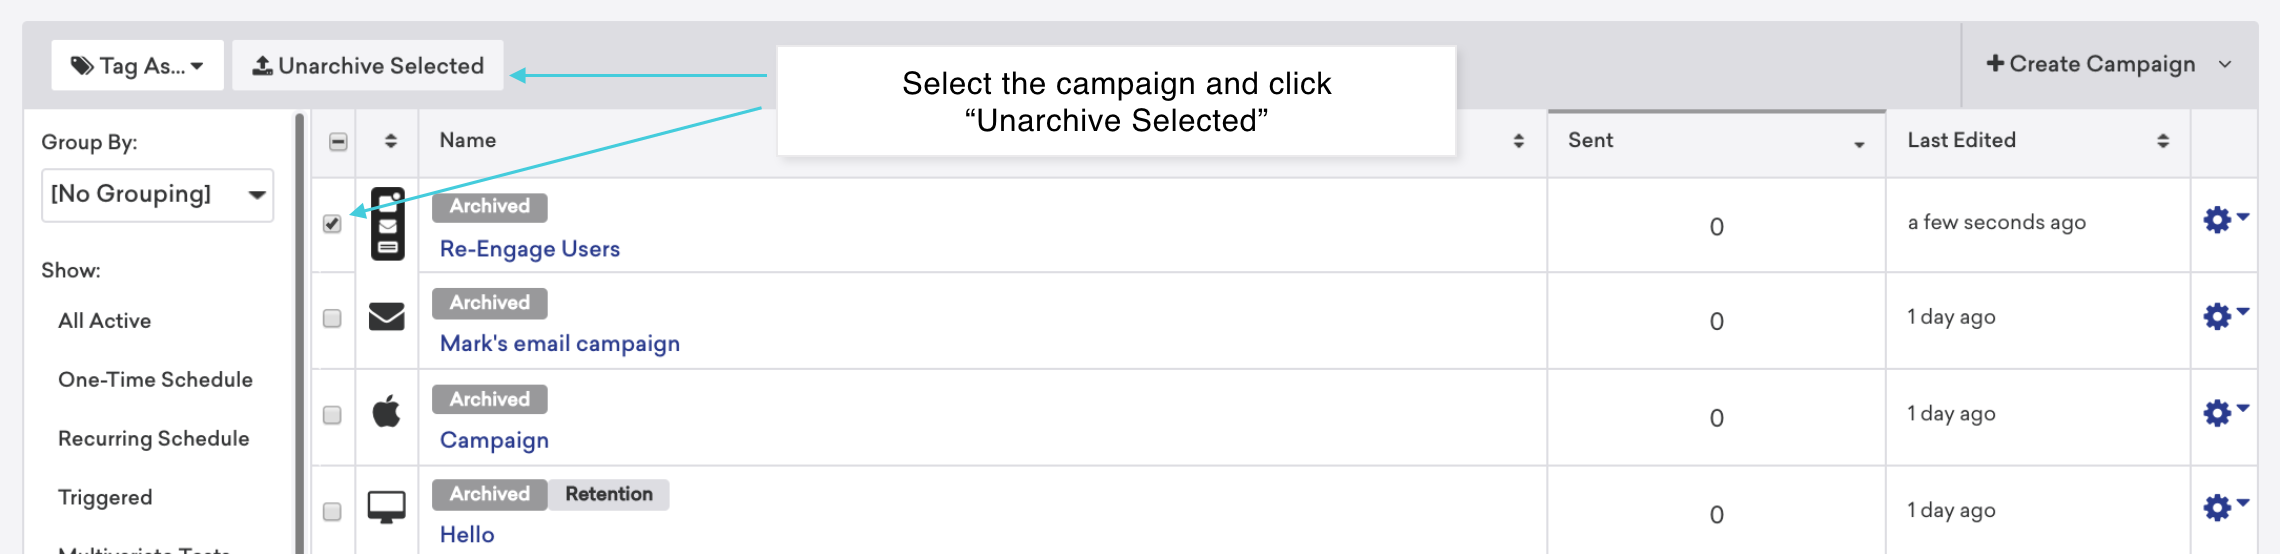 Tag As...
Unarchive Selected
Select the campaign and click
“Unarchive Selected”
Create Campaign
Group By:
[No Grouping]
Show:
All Active
One-Time Schedule
Recurring Schedule
Triggered
Multivariate Tests
Name
Sent
Last Edited
Archived
Re-Engage Users
0
a few seconds ago
Archived
Mark's email campaign
0
1 day ago
Archived
Campaign
0
1 day ago
Archived
Retention
Hello
0
1 day ago